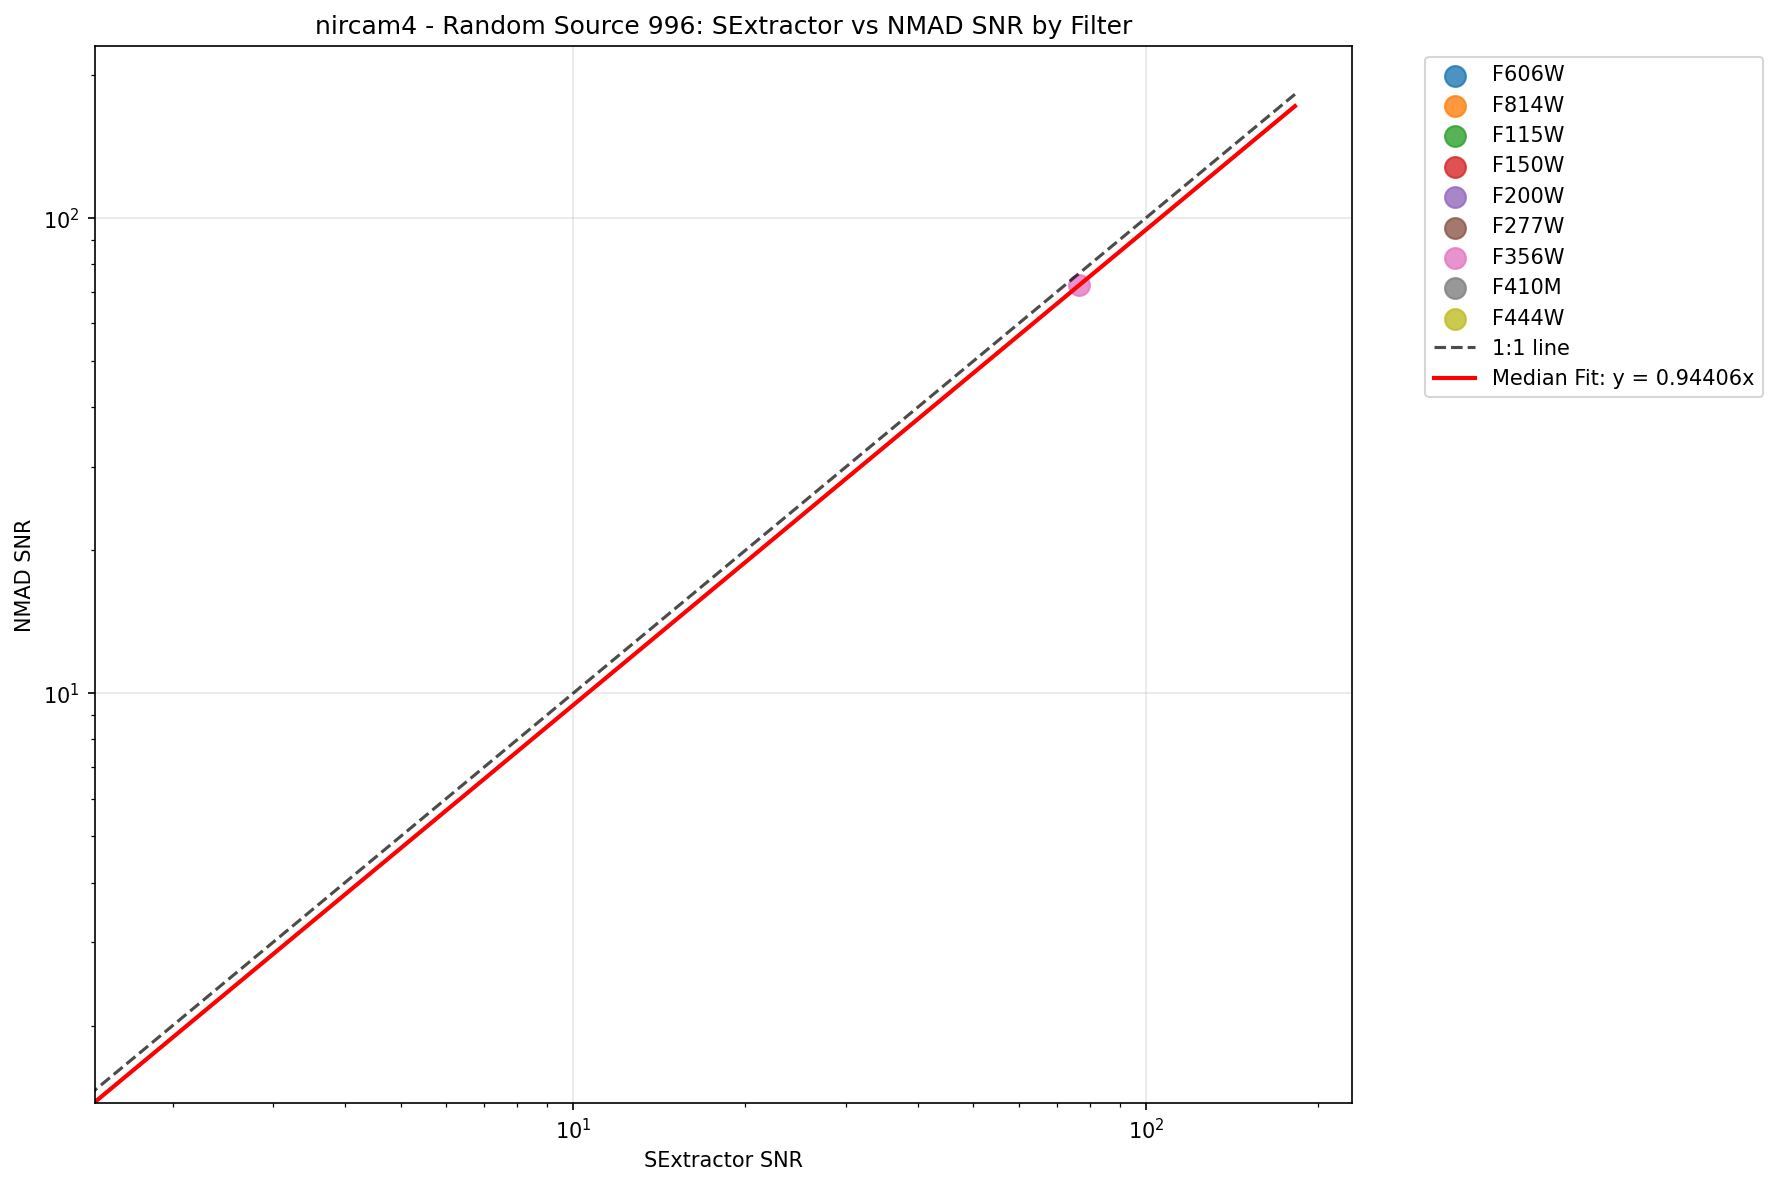 nircam4 - Random Source 996: SExtractor vs NMAD SNR by Filter
F606W
F814W
F115W
F150W
F200W
F277W
F356W
F410M
F444W
1:1 line
Median Fit: y = 0.94406x
10²
10¹
NMAD SNR
10¹
10²
SExtractor SNR